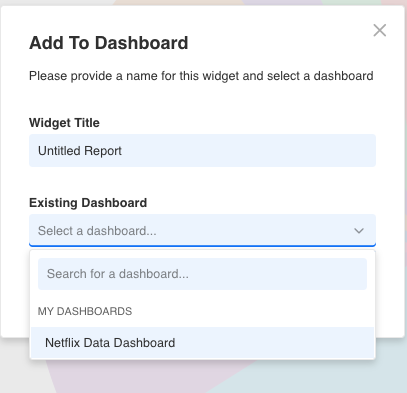 Add To Dashboard
Please provide a name for this widget and select a dashboard
Widget Title
Untitled Report
Existing Dashboard
Select a dashboard...
Search for a dashboard...
MY DASHBOARDS
Netflix Data Dashboard